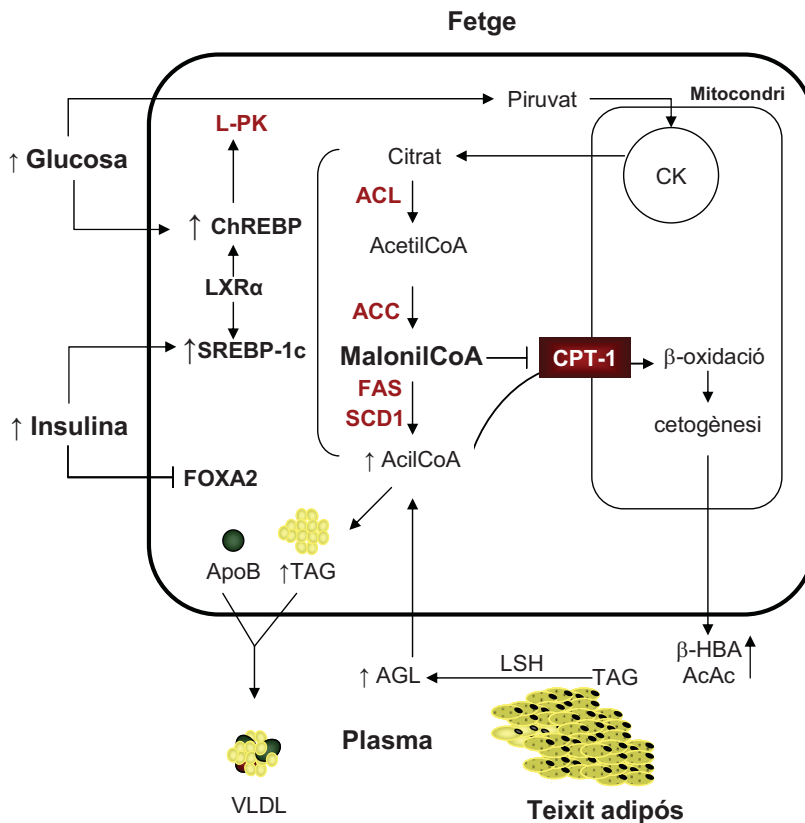 Fetge
Piruvat
Mitocondri
L-PK
↑ Glucosa
Citrat
CK
ACL
↑ ChREBP
AcetilCoA
LXRα
ACC
↑SREBP-1c
MalonilCoA
CPT-1
β-oxidació
FAS
SCD1
↑ Insulina
cetogènesi
↑ AcilCoA
FOXA2
ApoB
↑TAG
β-HBA
AcAc
↑ AGL
LSH
TAG
Plasma
VLDL
Teixit adipós